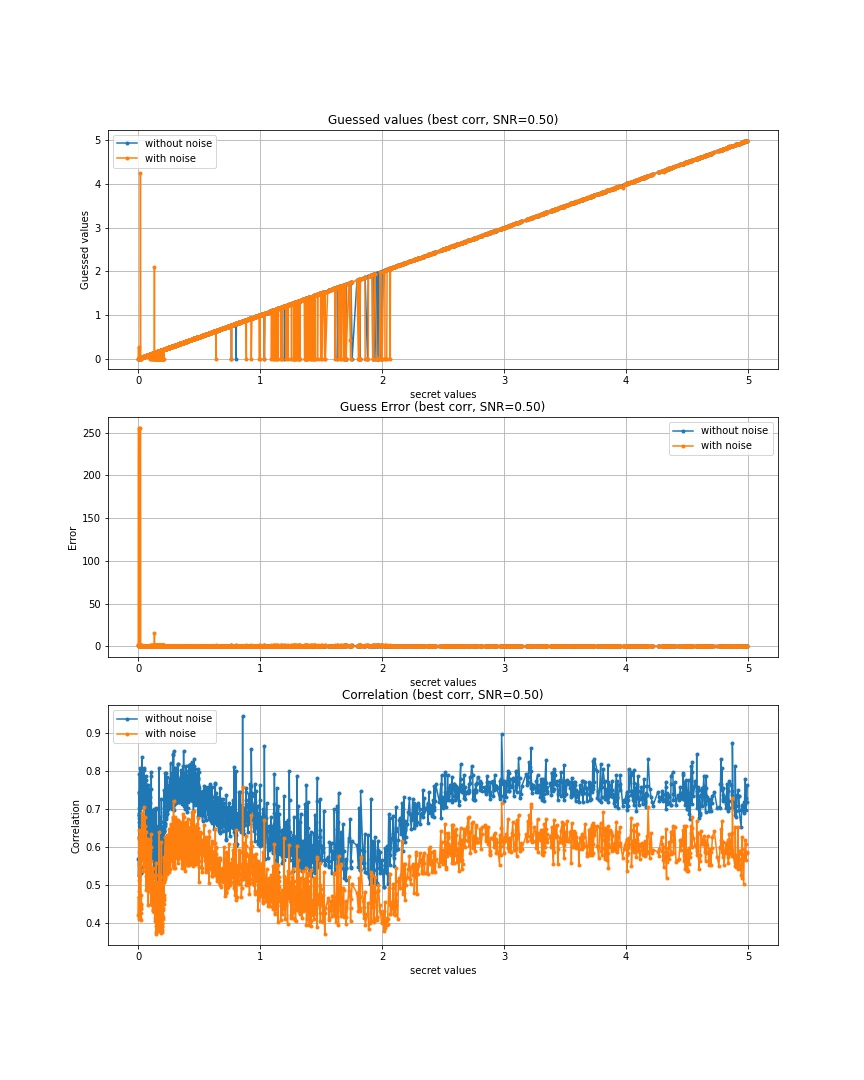 Guessed values (best corr, SNR=0.50)
without noise
with noise
5
4
3
2
1
0
Guessed values
0 1 2 3 4 5
secret values
Guess Error (best corr, SNR=0.50)
without noise
with noise
250
200
150
100
50
0
Error
0 1 2 3 4 5
secret values
Correlation (best corr, SNR=0.50)
without noise
with noise
0.9
0.8
0.7
0.6
0.5
0.4
Correlation
0 1 2 3 4 5
secret values